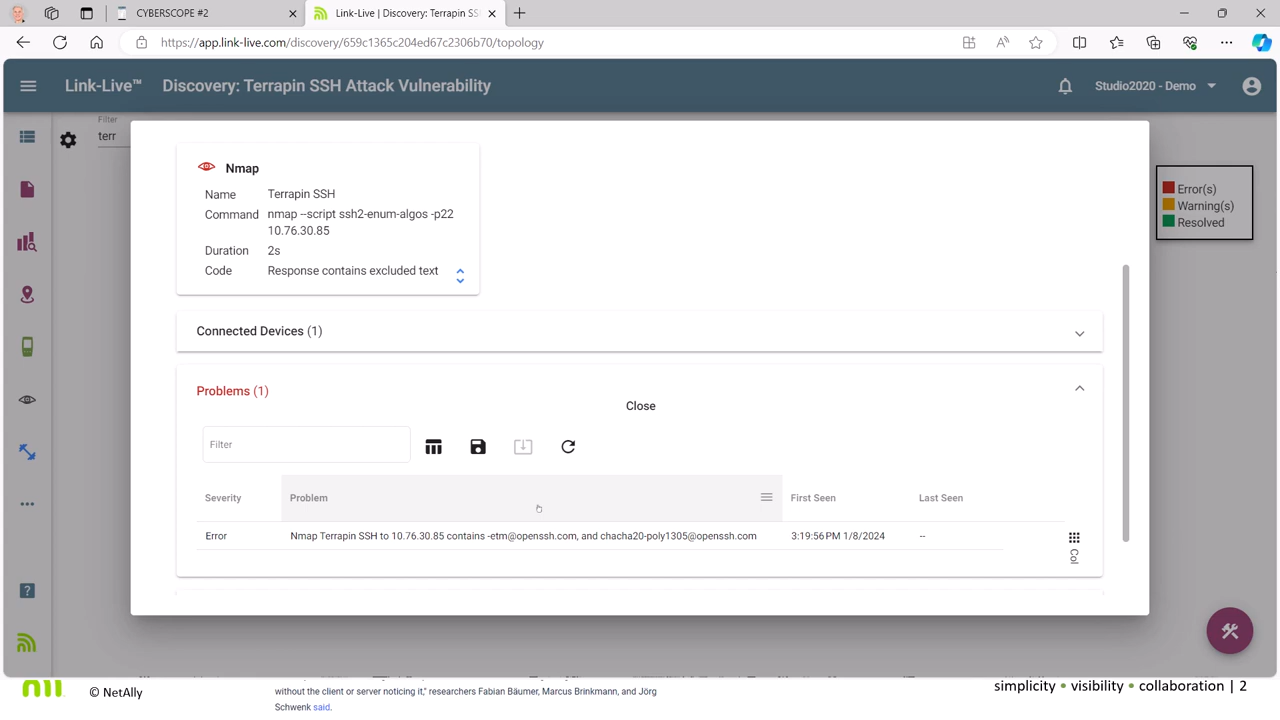 CYBERSCOPE #2
Link-Live | Discovery: Terrapin SS
https://app.link-live.com/discovery/659c1365c204ed67c2306b70/topology
Link-Live™
Discovery: Terrapin SSH Attack Vulnerability
Studio2020 - Demo
Filter
terr
Error(s)
Warning(s)
Resolved
Nmap
Name Terrapin SSH
Command nmap --script ssh2-enum-algos -p22
10.76.30.85
Duration 2s
Code Response contains excluded text
Connected Devices (1)
Problems (1)
Close
Filter
Severity Problem First Seen Last Seen
Error Nmap Terrapin SSH to 10.76.30.85 contains -etm@openssh.com, and chacha20-poly1305@openssh.com 3:19:56 PM 1/8/2024 --
Col
© NetAlly
without the client or server noticing it," researchers Fabian Bäumer, Marcus Brinkmann, and Jörg
Schwenk said.
simplicity • visibility • collaboration | 2